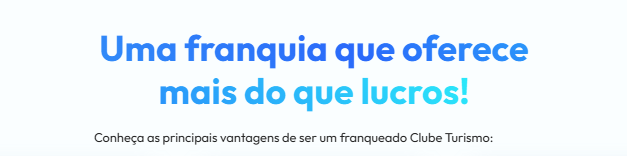 Uma franquia que oferece
mais do que lucros!
Conheça as principais vantagens de ser um franqueado Clube Turismo: